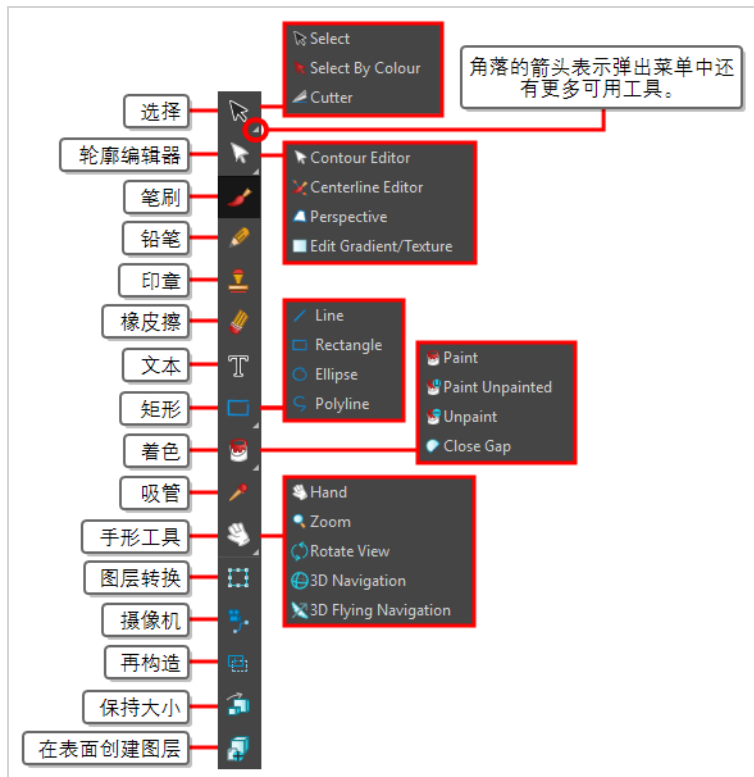 Select
Select By Colour
Cutter
角落的箭头表示弹出菜单中还
有更多可用工具。
选择
轮廓编辑器
笔刷
铅笔
印章
橡皮擦
文本
矩形
着色
吸管
手形工具
图层转换
摄像机
再构造
保持大小
在表面创建图层
Contour Editor
Centerline Editor
Perspective
Edit Gradient/Texture
Line
Rectangle
Ellipse
Polyline
Paint
Paint Unpainted
Unpaint
Close Gap
Hand
Zoom
Rotate View
3D Navigation
3D Flying Navigation